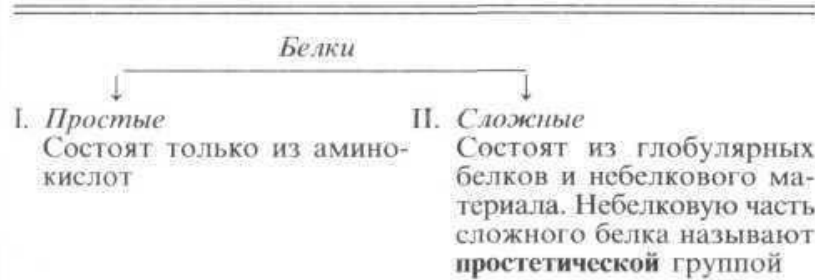 Белки
I. Простые
Состоят только из амино-
кислот
II. Сложные
Состоят из глобулярных
белков и небелкового ма-
териала. Небелковую часть
сложного белка называют
простетической группой